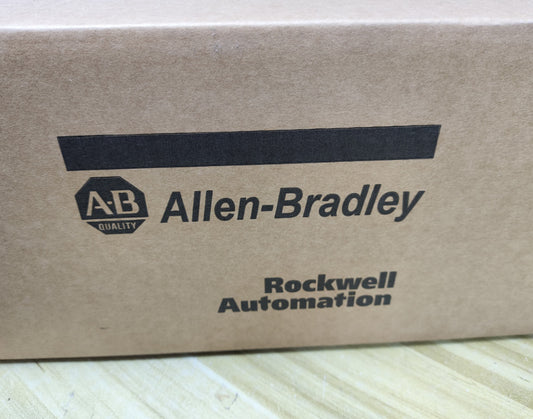 A-B
QUALITY
Allen-Bradley
Rockwell
Automation